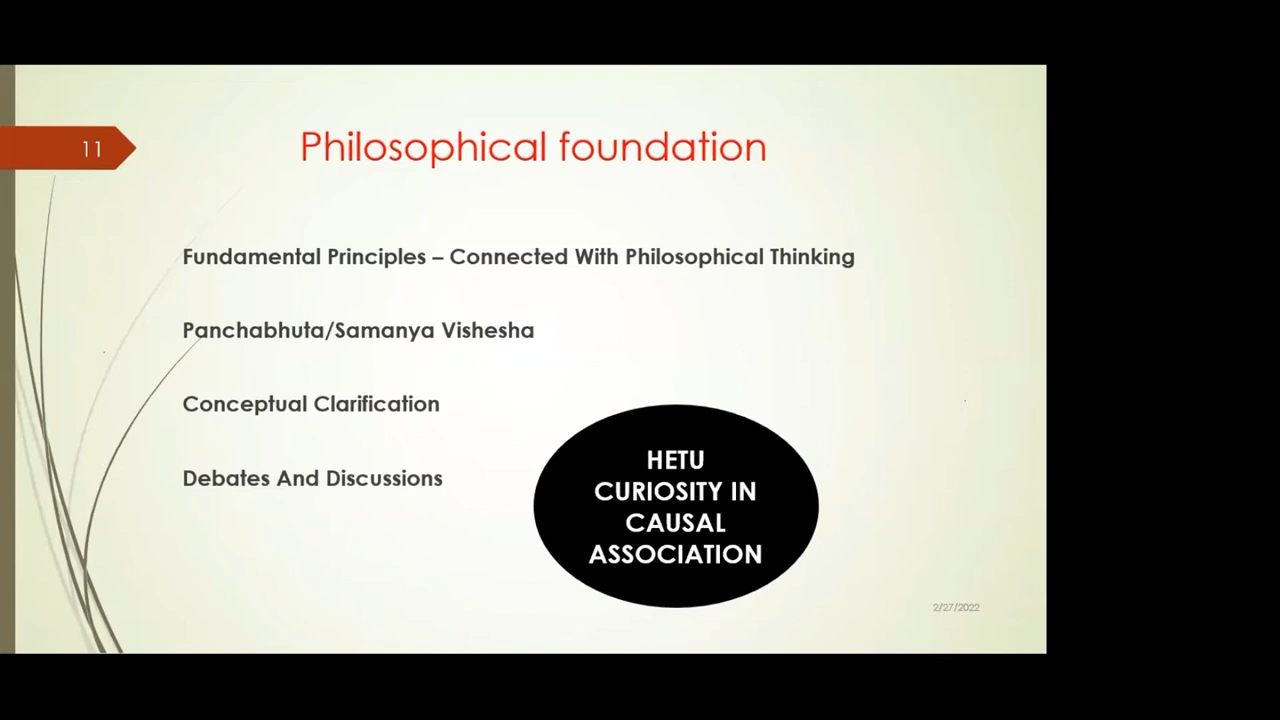 11
Philosophical foundation
Fundamental Principles – Connected With Philosophical Thinking
Panchabhuta/Samanya Vishesha
Conceptual Clarification
Debates And Discussions
HETU
CURIOSITY IN
CAUSAL
ASSOCIATION
2/27/2022